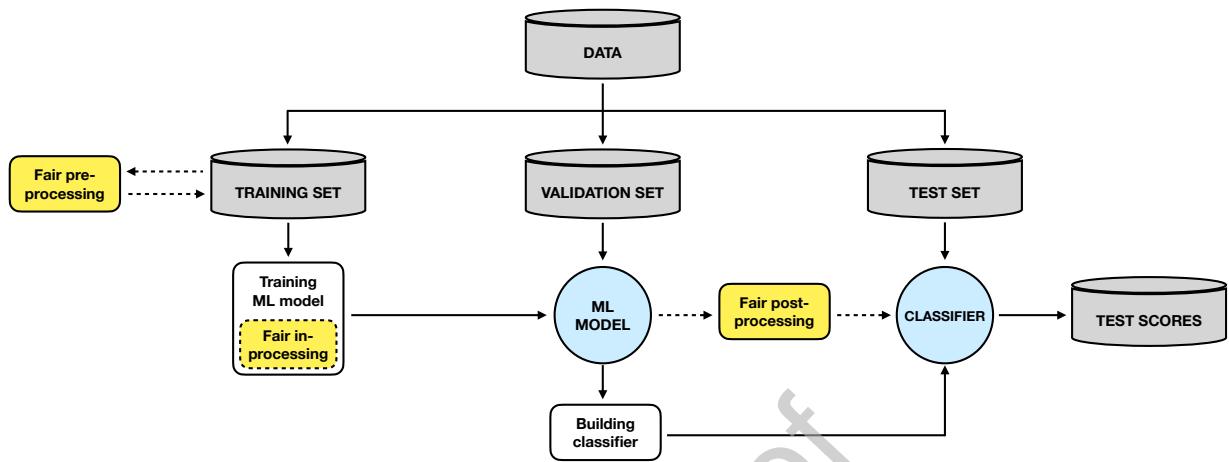 DATA
Fair pre-
processing
TRAINING SET
VALIDATION SET
TEST SET
Training
ML model
Fair in-
processing
ML
MODEL
Fair post-
processing
CLASSIFIER
TEST SCORES
Building
classifier
of